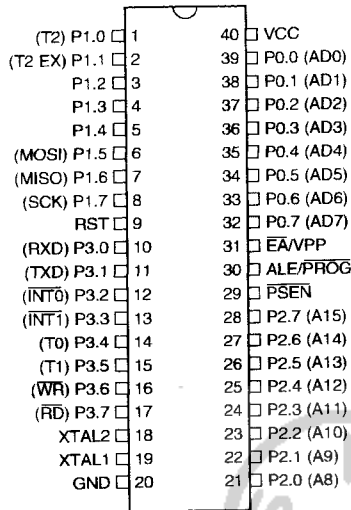 (T2) P1.0 1 40 VCC
(T2 EX) P1.1 2 39 P0.0 (AD0)
P1.2 3 38 P0.1 (AD1)
P1.3 4 37 P0.2 (AD2)
P1.4 5 36 P0.3 (AD3)
(MOSI) P1.5 6 35 P0.4 (AD4)
(MISO) P1.6 7 34 P0.5 (AD5)
(SCK) P1.7 8 33 P0.6 (AD6)
RST 9 32 P0.7 (AD7)
(RXD) P3.0 10 31 E̅A̅/VPP
(TXD) P3.1 11 30 ALE/P̅R̅O̅G̅
(I̅N̅T̅0̅) P3.2 12 29 P̅S̅E̅N̅
(I̅N̅T̅1̅) P3.3 13 28 P2.7 (A15)
(T0) P3.4 14 27 P2.6 (A14)
(T1) P3.5 15 26 P2.5 (A13)
(W̅R̅) P3.6 16 25 P2.4 (A12)
(R̅D̅) P3.7 17 24 P2.3 (A11)
XTAL2 18 23 P2.2 (A10)
XTAL1 19 22 P2.1 (A9)
GND 20 21 P2.0 (A8)